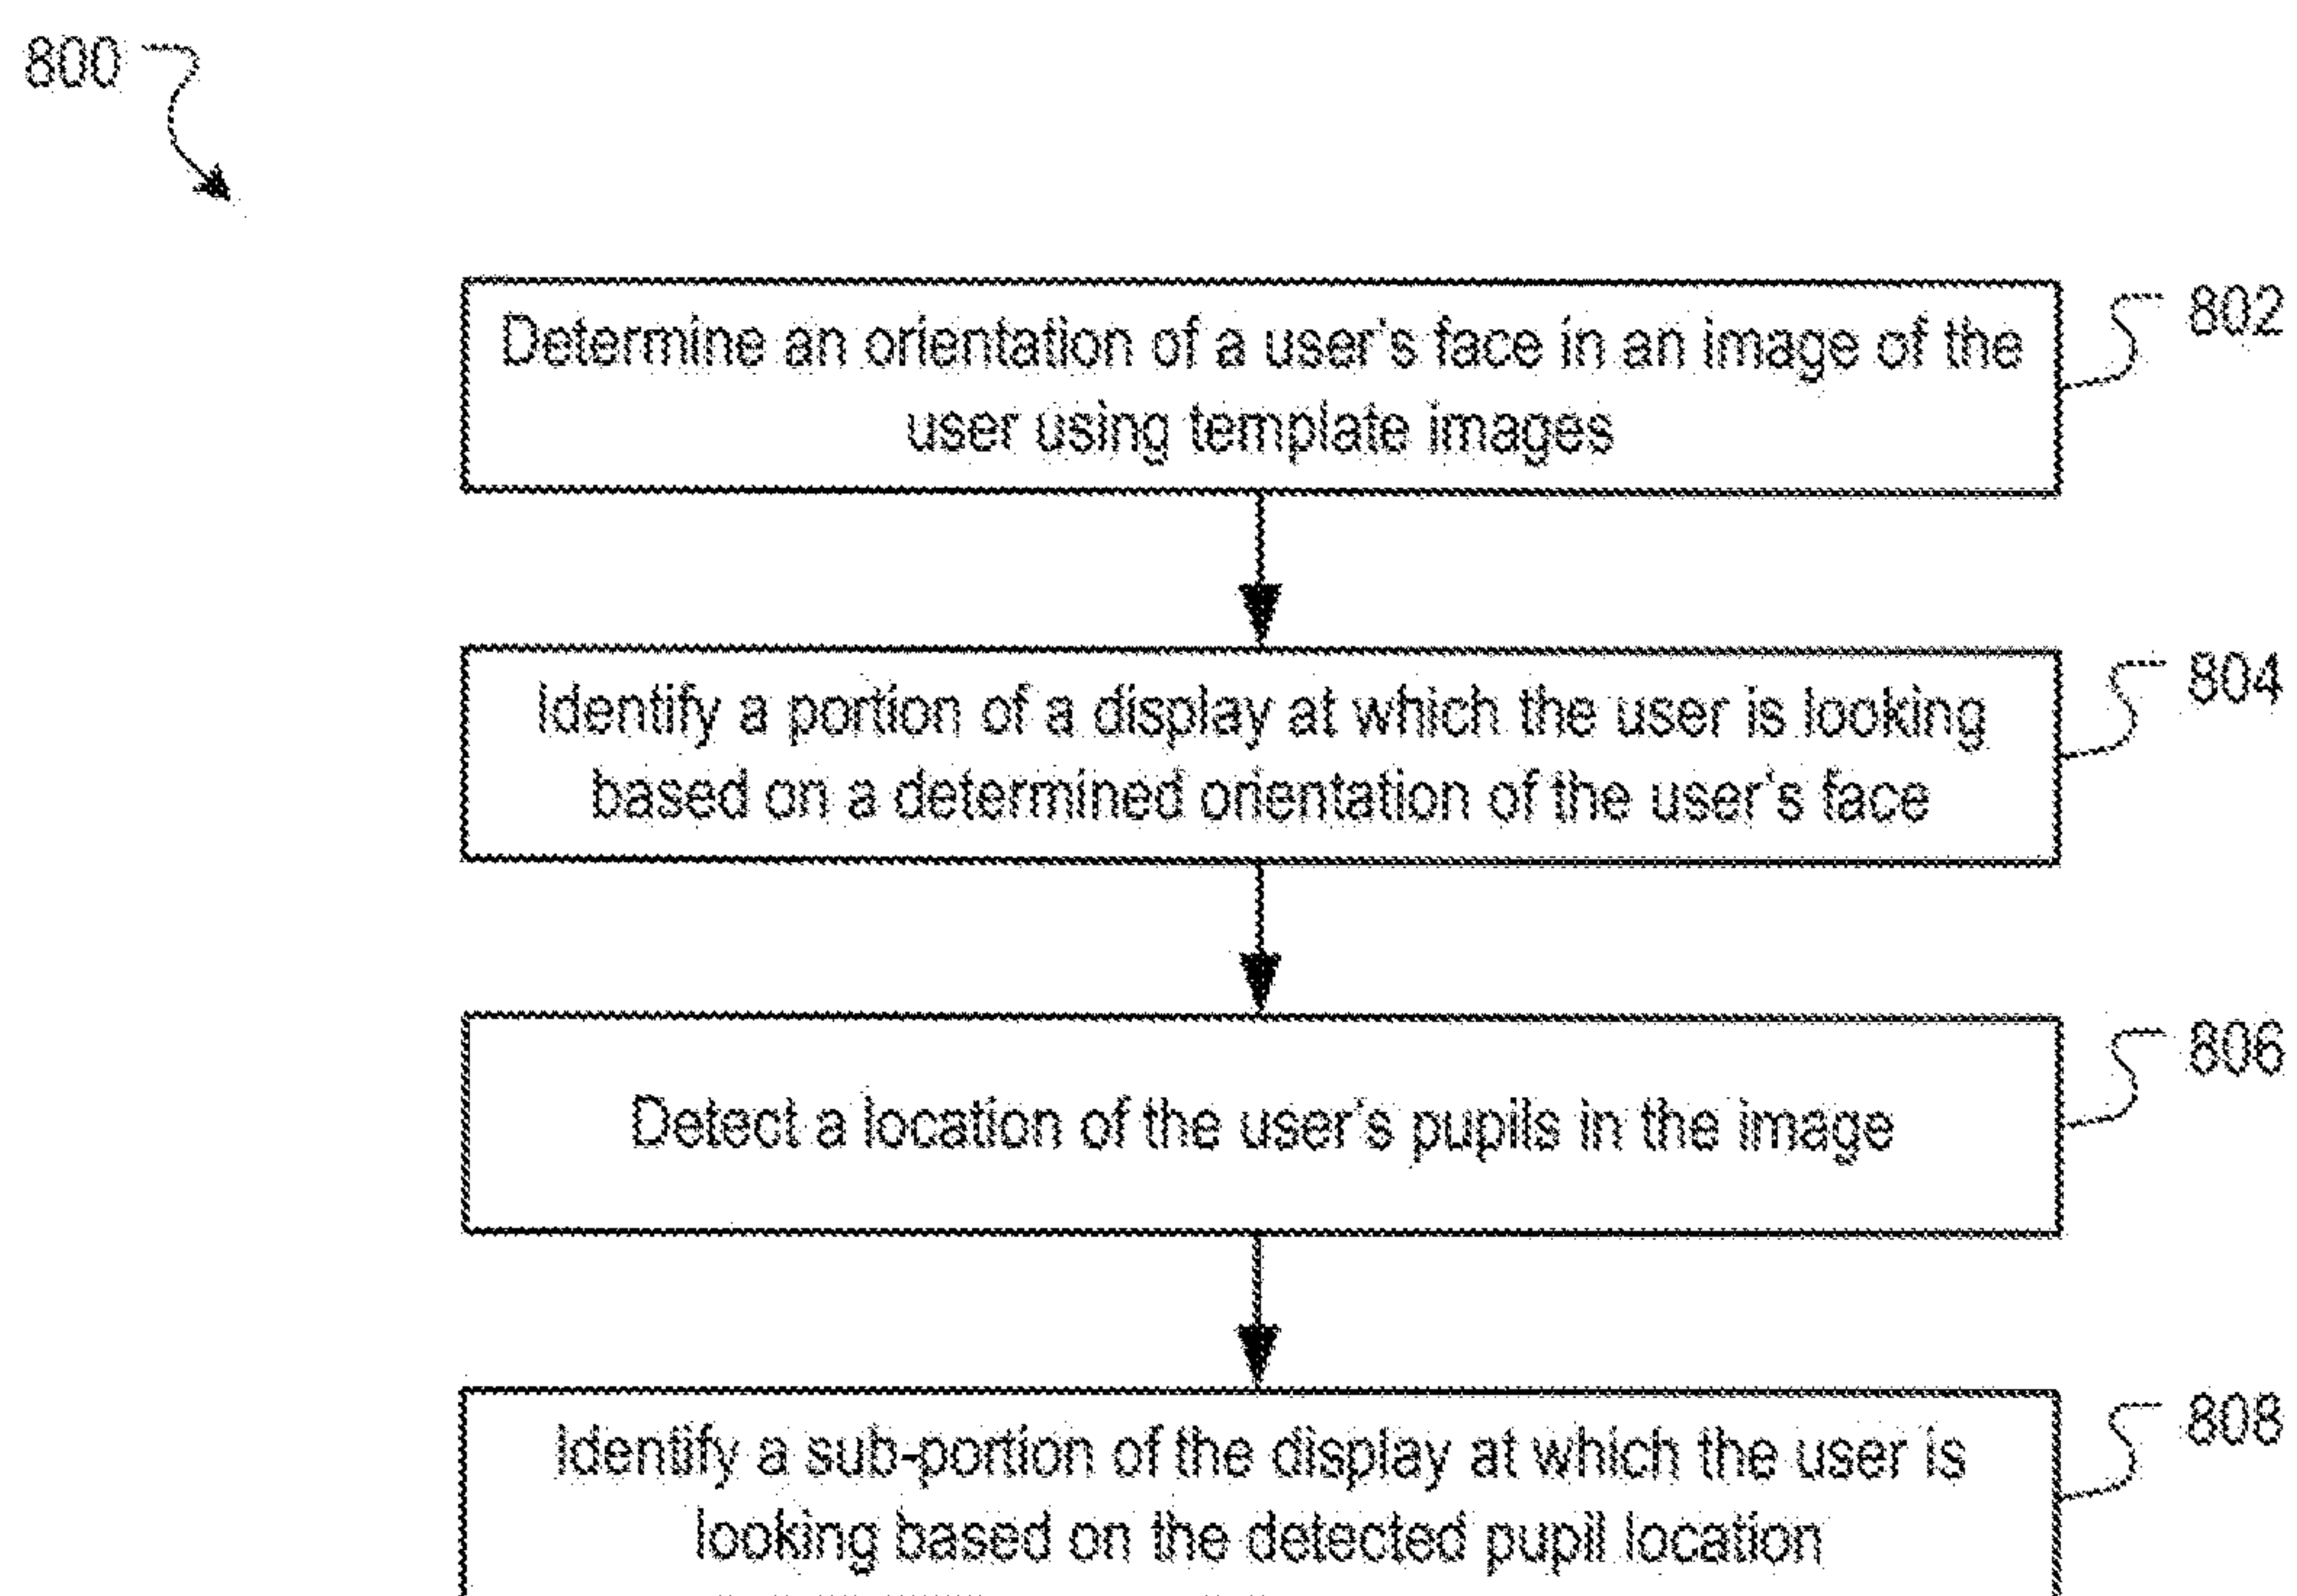 800
802
Determine an orientation of a user's face in an image of the
user using template images
804
Identify a portion of a display at which the user is looking
based on a determined orientation of the user's face
806
Detect a location of the user's pupils in the image
808
Identify a sub-portion of the display at which the user is
looking based on the detected pupil location